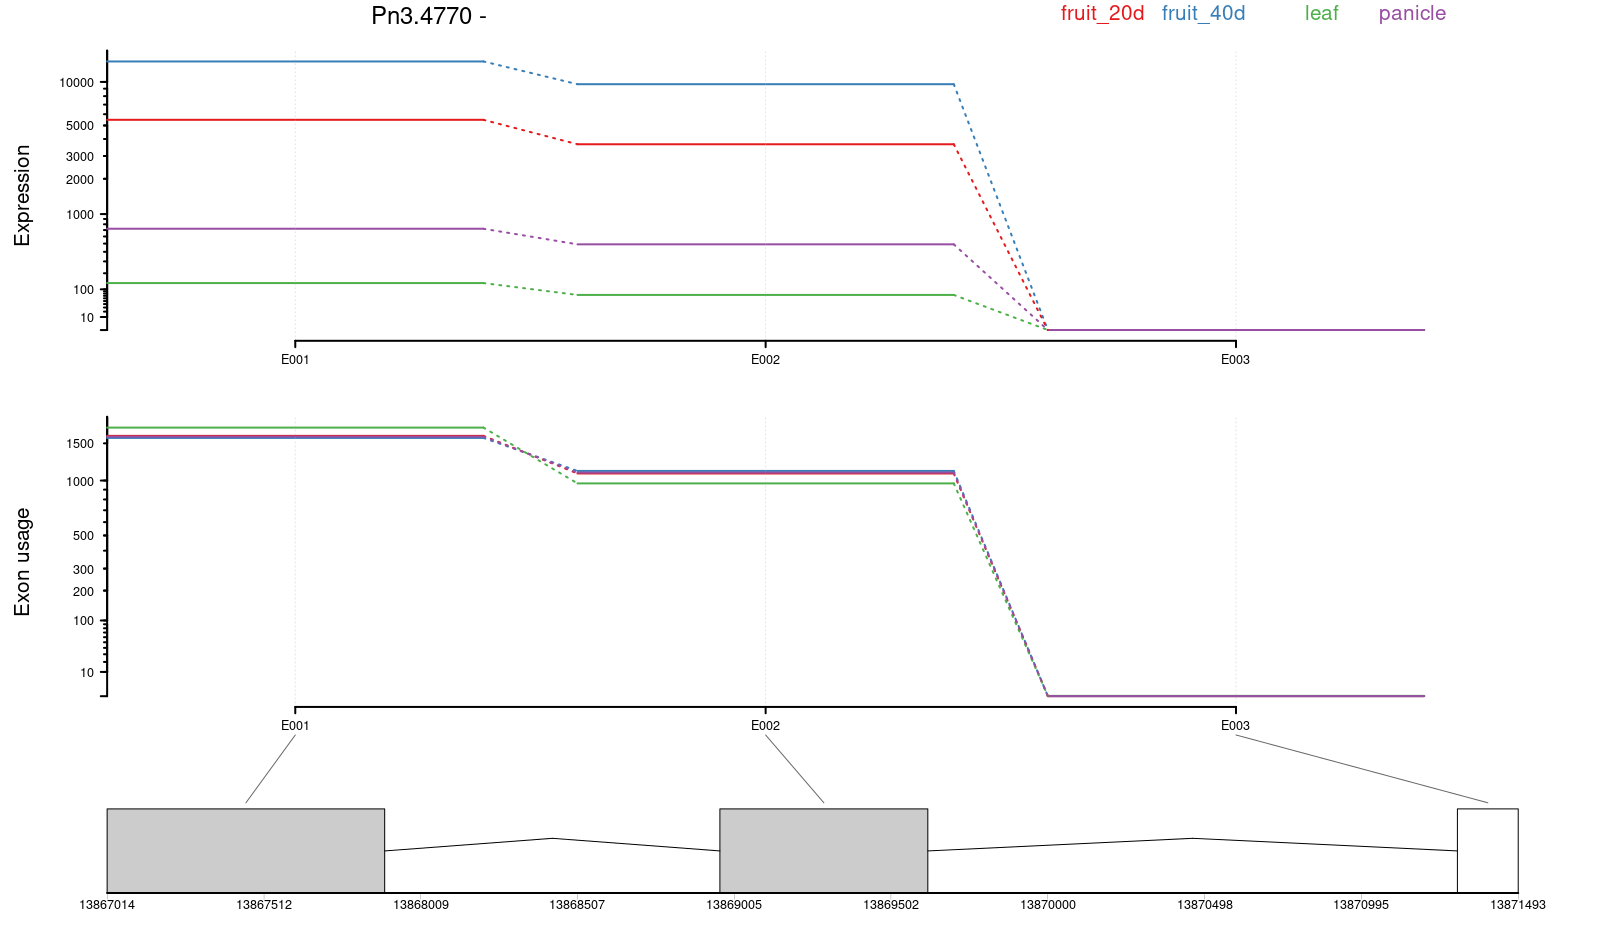 Pn3.4770 -
fruit_20d fruit_40d leaf panicle
Expression
10000
5000
3000
2000
1000
100
10
E001 E002 E003
Exon usage
1500
1000
500
300
200
100
10
E001 E002 E003
13867014 13867512 13868009 13868507 13869005 13869502 13870000 13870498 13870995 13871493